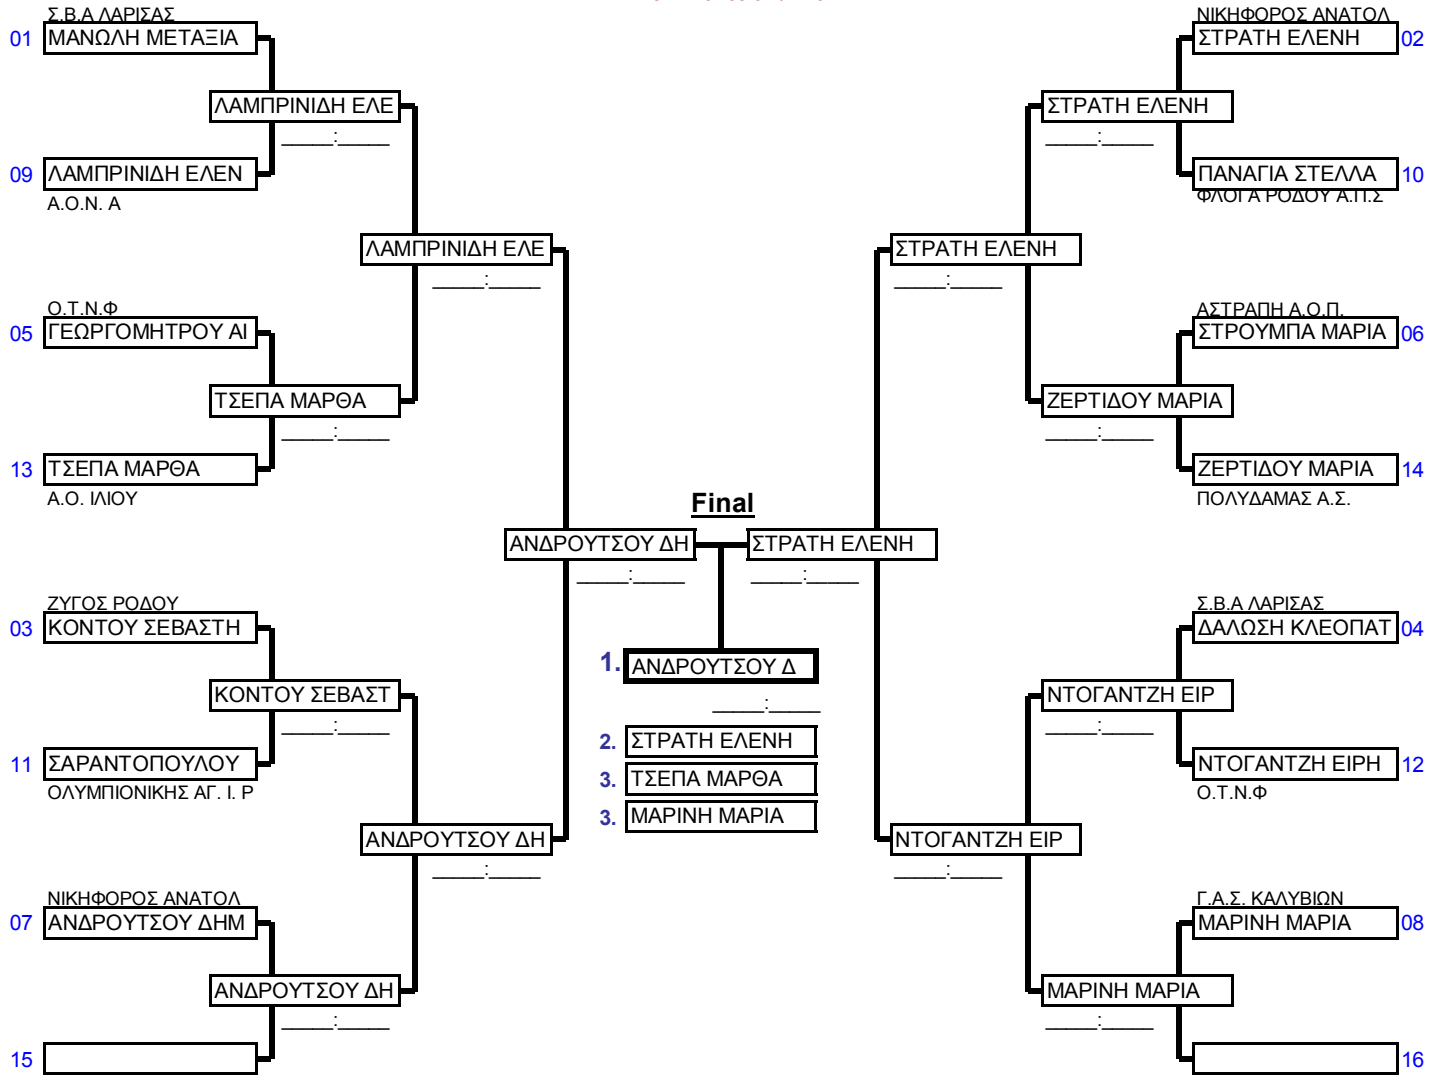 Σ.Β.Α ΛΑΡΙΣΑΣ
01 ΜΑΝΩΛΗ ΜΕΤΑΞΙΑ
ΛΑΜΠΡΙΝΙΔΗ ΕΛΕ
_____:_____
09 ΛΑΜΠΡΙΝΙΔΗ ΕΛΕΝ
Α.Ο.Ν. Α
ΛΑΜΠΡΙΝΙΔΗ ΕΛΕ
_____:_____
Ο.Τ.Ν.Φ
05 ΓΕΩΡΓΟΜΗΤΡΟΥ ΑΙ
ΤΣΕΠΑ ΜΑΡΘΑ
_____:_____
13 ΤΣΕΠΑ ΜΑΡΘΑ
Α.Ο. ΙΛΙΟΥ
ΑΝΔΡΟΥΤΣΟΥ ΔΗ
_____:_____
ΖΥΓΟΣ ΡΟΔΟΥ
03 ΚΟΝΤΟΥ ΣΕΒΑΣΤΗ
ΚΟΝΤΟΥ ΣΕΒΑΣΤ
_____:_____
11 ΣΑΡΑΝΤΟΠΟΥΛΟΥ
ΟΛΥΜΠΙΟΝΙΚΗΣ ΑΓ. Ι. Ρ
ΑΝΔΡΟΥΤΣΟΥ ΔΗ
_____:_____
ΝΙΚΗΦΟΡΟΣ ΑΝΑΤΟΛ
07 ΑΝΔΡΟΥΤΣΟΥ ΔΗΜ
ΑΝΔΡΟΥΤΣΟΥ ΔΗ
_____:_____
15
Final
1. ΑΝΔΡΟΥΤΣΟΥ Δ
_____:_____
2. ΣΤΡΑΤΗ ΕΛΕΝΗ
3. ΤΣΕΠΑ ΜΑΡΘΑ
3. ΜΑΡΙΝΗ ΜΑΡΙΑ
ΝΙΚΗΦΟΡΟΣ ΑΝΑΤΟΛ
ΣΤΡΑΤΗ ΕΛΕΝΗ 02
ΣΤΡΑΤΗ ΕΛΕΝΗ
_____:_____
ΠΑΝΑΓΙΑ ΣΤΕΛΛΑ 10
ΦΛΟΓΑ ΡΟΔΟΥ Α.Π.Σ
ΣΤΡΑΤΗ ΕΛΕΝΗ
_____:_____
ΑΣΤΡΑΠΗ Α.Ο.Π.
ΣΤΡΟΥΜΠΑ ΜΑΡΙΑ 06
ΖΕΡΤΙΔΟΥ ΜΑΡΙΑ
_____:_____
ΖΕΡΤΙΔΟΥ ΜΑΡΙΑ 14
ΠΟΛΥΔΑΜΑΣ Α.Σ.
ΣΤΡΑΤΗ ΕΛΕΝΗ
_____:_____
Σ.Β.Α ΛΑΡΙΣΑΣ
ΔΑΛΩΣΗ ΚΛΕΟΠΑΤ 04
ΝΤΟΓΑΝΤΖΗ ΕΙΡ
_____:_____
ΝΤΟΓΑΝΤΖΗ ΕΙΡΗ 12
Ο.Τ.Ν.Φ
ΝΤΟΓΑΝΤΖΗ ΕΙΡ
_____:_____
Γ.Α.Σ. ΚΑΛΥΒΙΩΝ
ΜΑΡΙΝΗ ΜΑΡΙΑ 08
ΜΑΡΙΝΗ ΜΑΡΙΑ
_____:_____
16